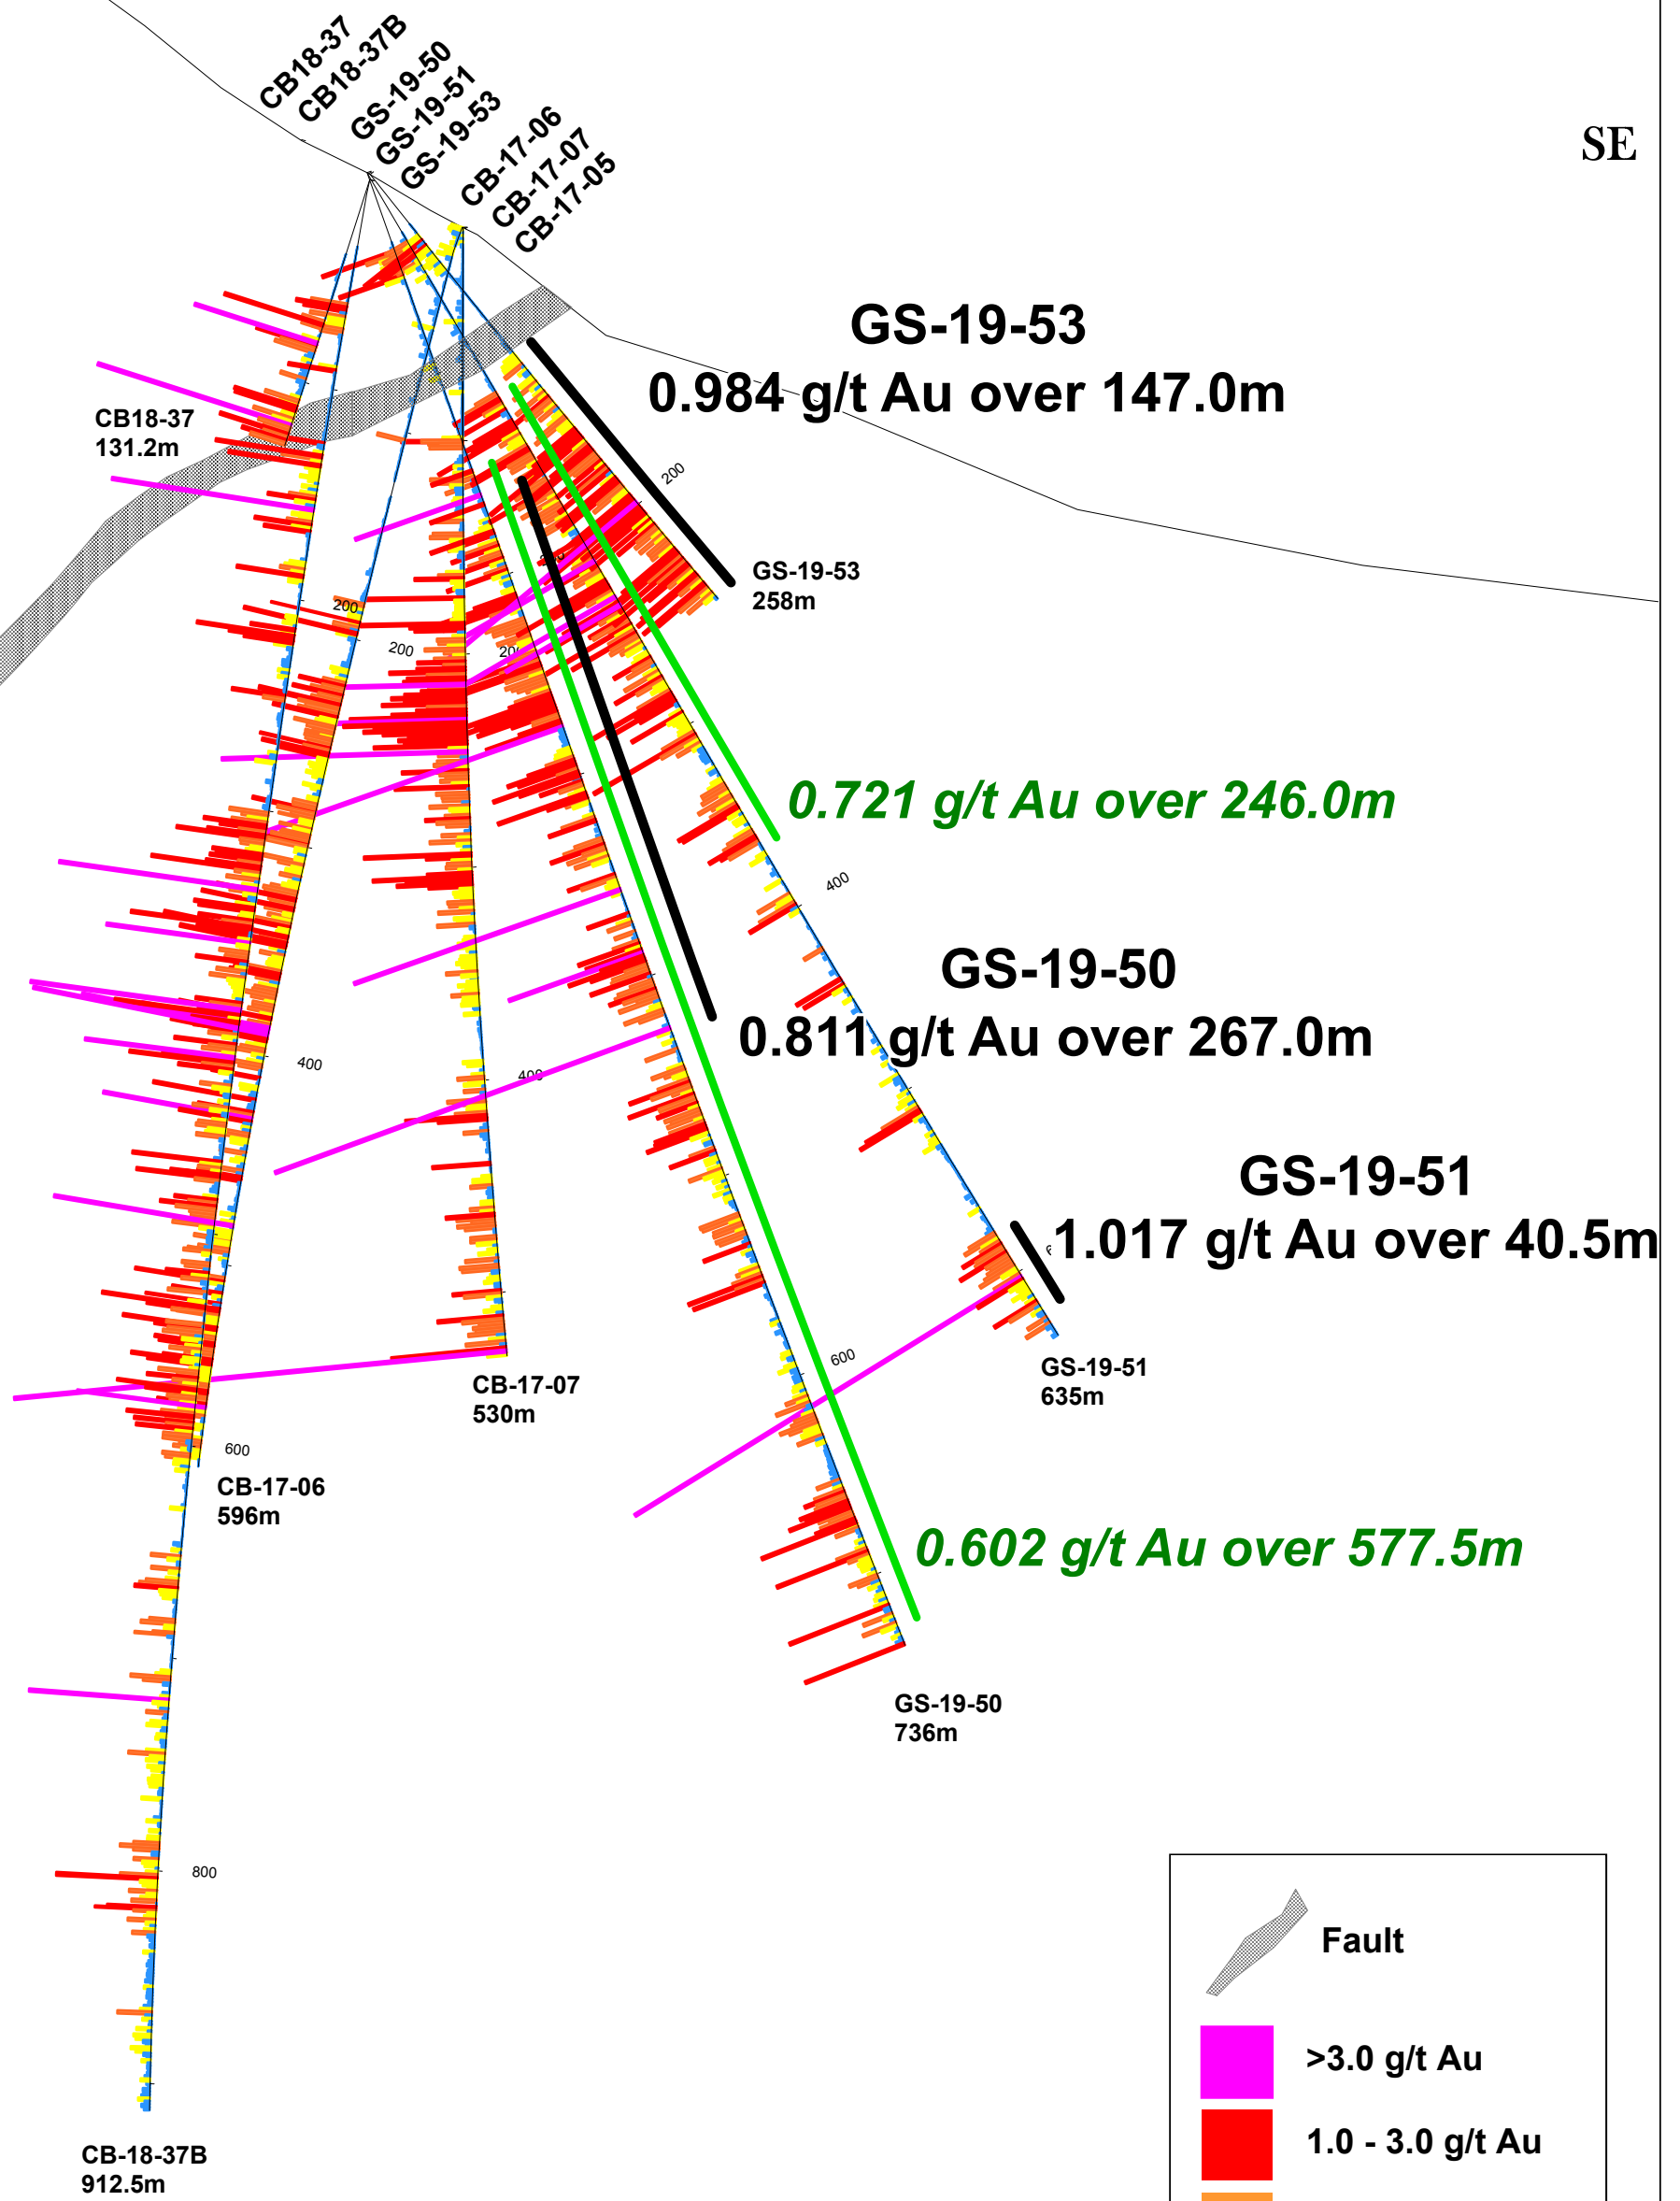 CB18-37
CB18-37B
GS-19-50
GS-19-51
GS-19-53
CB-17-06
CB-17-07
CB-17-05
SE
GS-19-53
0.984 g/t Au over 147.0m
CB18-37
131.2m
200
GS-19-53
258m
200
200
0.721 g/t Au over 246.0m
400
GS-19-50
0.811 g/t Au over 267.0m
400
400
GS-19-51
1.017 g/t Au over 40.5m
600
GS-19-51
635m
CB-17-07
530m
600
CB-17-06
596m
0.602 g/t Au over 577.5m
GS-19-50
736m
800
Fault
>3.0 g/t Au
1.0 - 3.0 g/t Au
CB-18-37B
912.5m